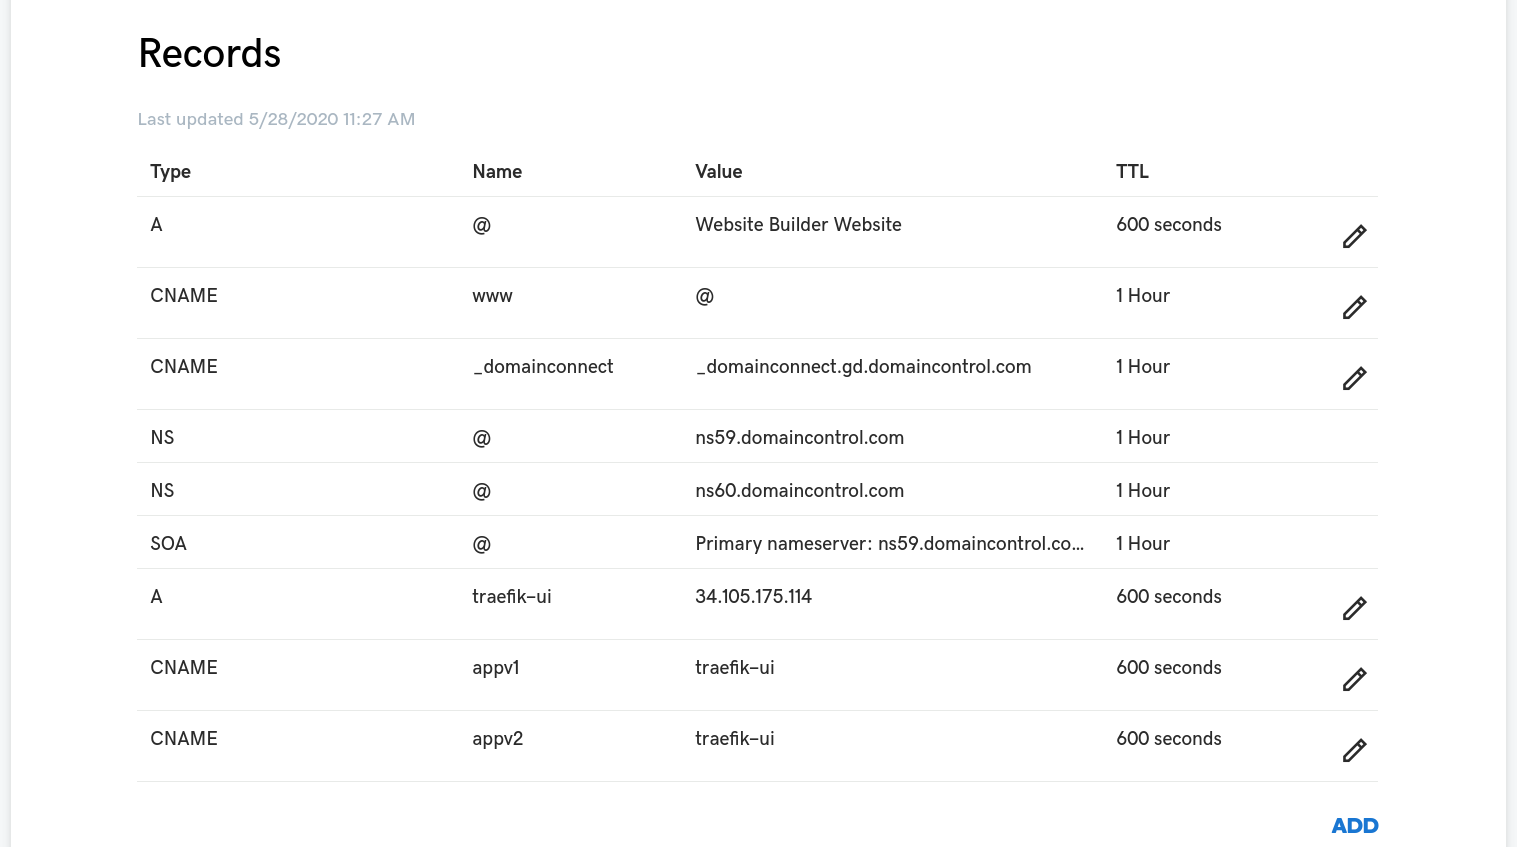 Records
Last updated 5/28/2020 11:27 AM
Type Name Value TTL
A @ Website Builder Website 600 seconds
CNAME www @ 1 Hour
CNAME _domainconnect _domainconnect.gd.domaincontrol.com 1 Hour
NS @ ns59.domaincontrol.com 1 Hour
NS @ ns60.domaincontrol.com 1 Hour
SOA @ Primary nameserver: ns59.domaincontrol.co... 1 Hour
A traefik-ui 34.105.175.114 600 seconds
CNAME appv1 traefik-ui 600 seconds
CNAME appv2 traefik-ui 600 seconds
ADD